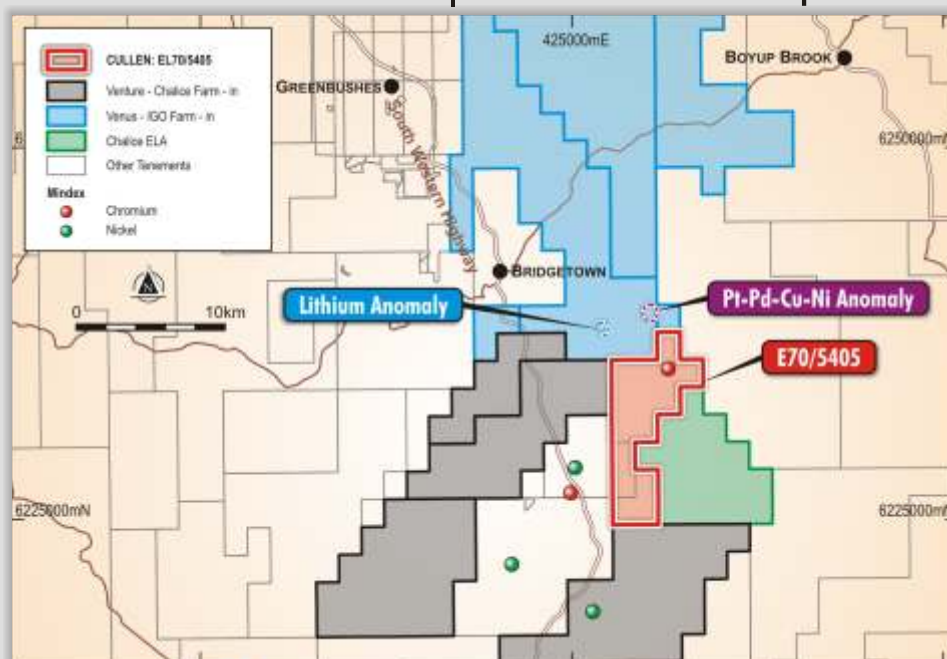 CULLEN: EL70/5405
Venture - Chalice Farm - in
Venus - IGO Farm - in
Chalice ELA
Other Tenements
Mindex
Chromium
Nickel
0 10km
425000mE
BOYUP BROOK
GREENBUSHES
South Western Highway
6250000m
BRIDGETOWN
Lithium Anomaly
Pt-Pd-Cu-Ni Anomaly
E70/5405
6225000mN
6225000m